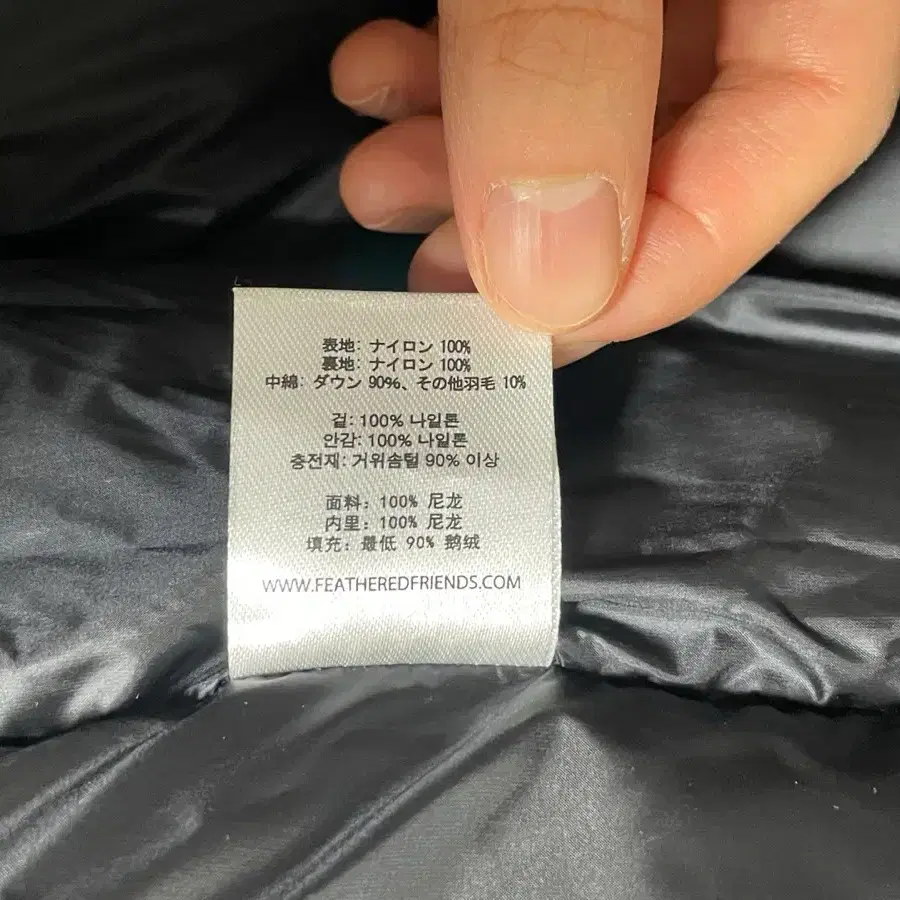 表地: ナイロン 100%
裏地: ナイロン 100%
中綿: ダウン 90%、その他羽毛 10%
겉: 100% 나일론
안감: 100% 나일론
충전재: 거위솜털 90% 이상
面料: 100% 尼龙
内里: 100% 尼龙
填充: 最低 90% 鹅绒
WWW.FEATHEREDFRIENDS.COM